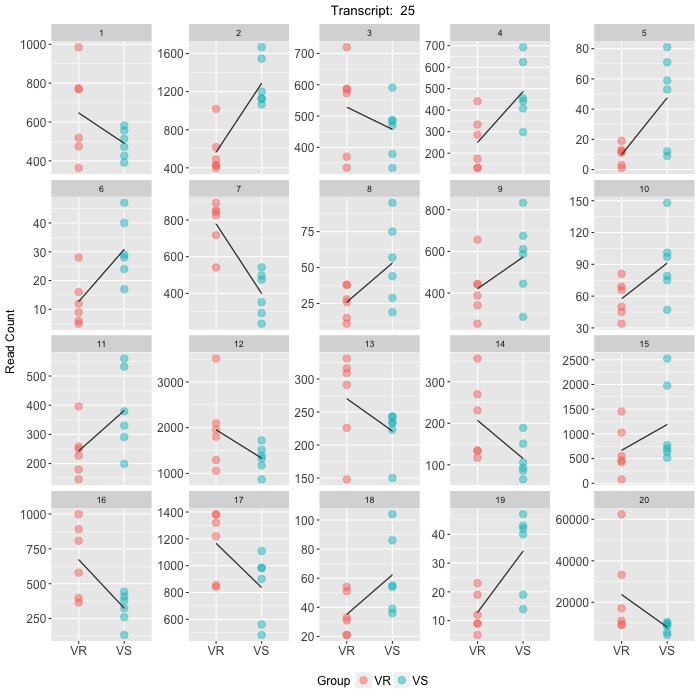 Transcript: 25
1 2 3 4 5
1000 800 600 400
1600 1200 800 400
700 600 500 400
700 600 500 400 300 200
80 60 40 20 0
6 7 8 9 10
40 30 20 10
800 600 400
75 50 25
800 600 400
150 120 90 60 30
Read Count
11 12 13 14 15
500 400 300 200
3000 2000 1000
300 250 200 150
300 200 100
2500 2000 1500 1000 500 0
16 17 18 19 20
1000 750 500 250
1400 1200 1000 800 600
100 80 60 40 20
40 30 20 10
60000 40000 20000
VR VS VR VS VR VS VR VS VR VS
Group VR VS